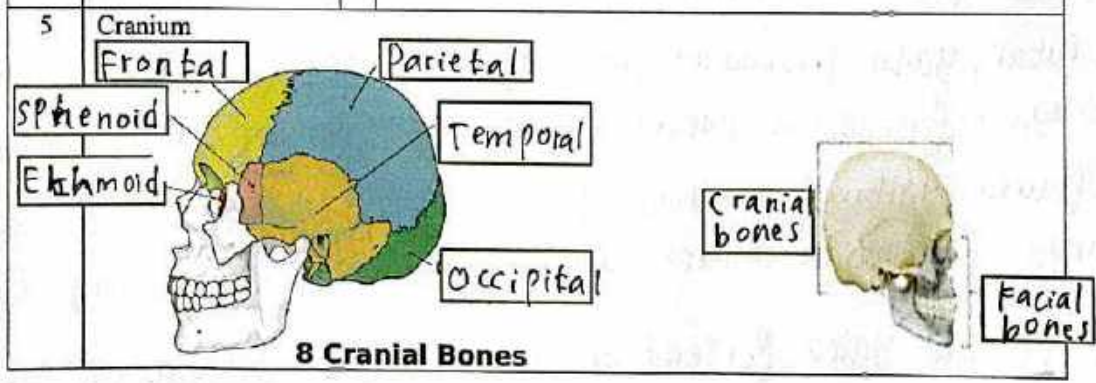 5
Cranium
Frontal
Parietal
Sphenoid
Temporal
Ethmoid
Cranial
bones
Occipital
Facial
bones
8 Cranial Bones